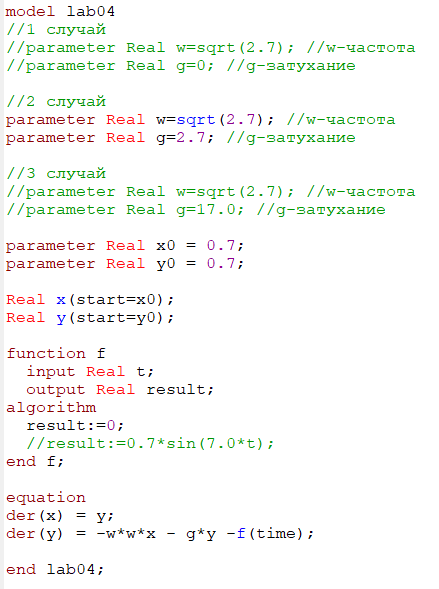 model lab04
//1 случай
//parameter Real w=sqrt(2.7); //w-частота
//parameter Real g=0; //g-затухание
//2 случай
parameter Real w=sqrt(2.7); //w-частота
parameter Real g=2.7; //g-затухание
//3 случай
//parameter Real w=sqrt(2.7); //w-частота
//parameter Real g=17.0; //g-затухание
parameter Real x0 = 0.7;
parameter Real y0 = 0.7;
Real x(start=x0);
Real y(start=y0);
function f
input Real t;
output Real result;
algorithm
result:=0;
//result:=0.7*sin(7.0*t);
end f;
equation
der(x) = y;
der(y) = -w*w*x - g*y -f(time);
end lab04;